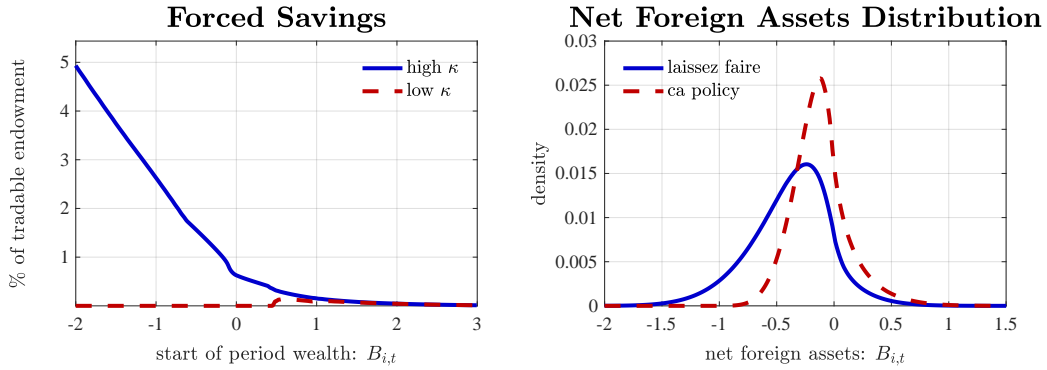 Forced Savings
% of tradable endowment
5
4
3
2
1
high κ
low κ
-2 -1 0 1 2 3
start of period wealth: B_{i,t}
Net Foreign Assets Distribution
density
0.03
0.025
0.02
0.015
0.01
0.005
0
laissez faire
ca policy
-2 -1.5 -1 -0.5 0 0.5 1 1.5
net foreign assets: B_{i,t}